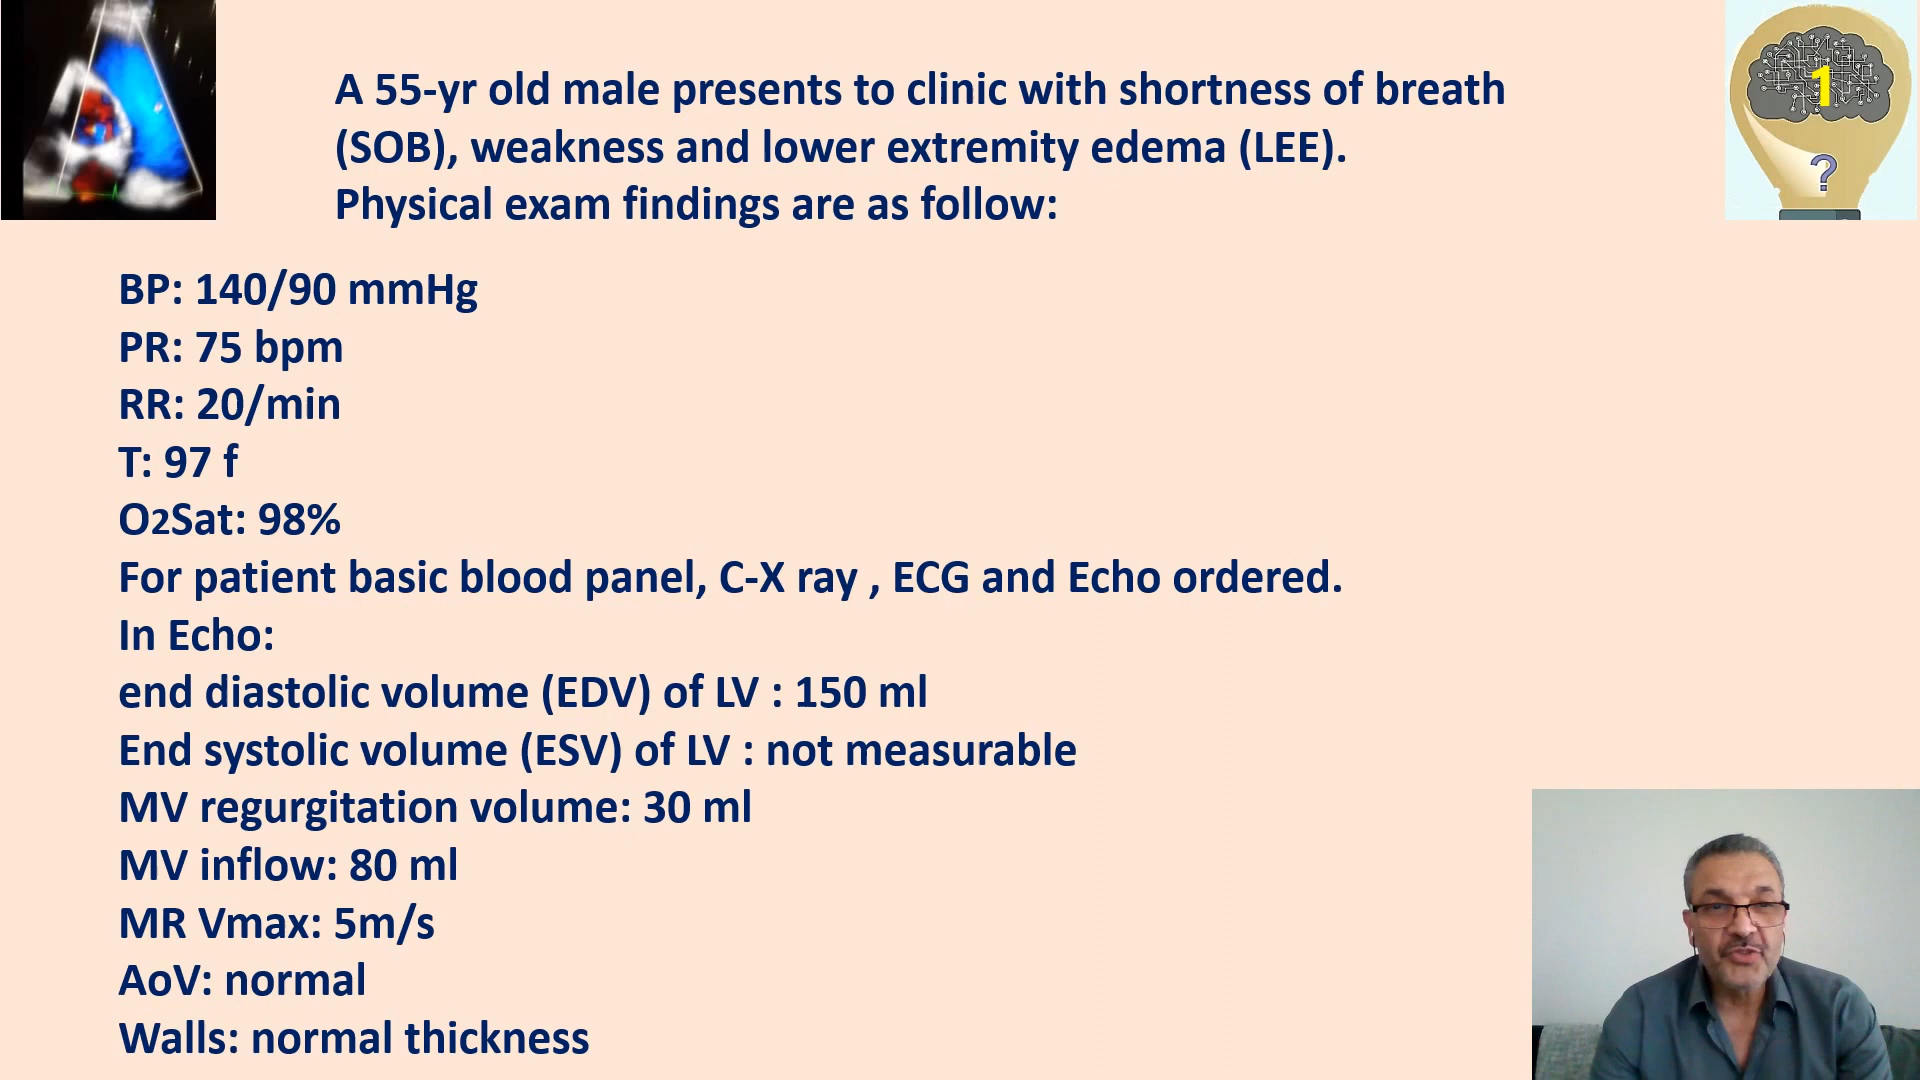 A 55-yr old male presents to clinic with shortness of breath
(SOB), weakness and lower extremity edema (LEE).
Physical exam findings are as follow:
1
?
BP: 140/90 mmHg
PR: 75 bpm
RR: 20/min
T: 97 f
O2Sat: 98%
For patient basic blood panel, C-X ray , ECG and Echo ordered.
In Echo:
end diastolic volume (EDV) of LV : 150 ml
End systolic volume (ESV) of LV : not measurable
MV regurgitation volume: 30 ml
MV inflow: 80 ml
MR Vmax: 5m/s
AoV: normal
Walls: normal thickness